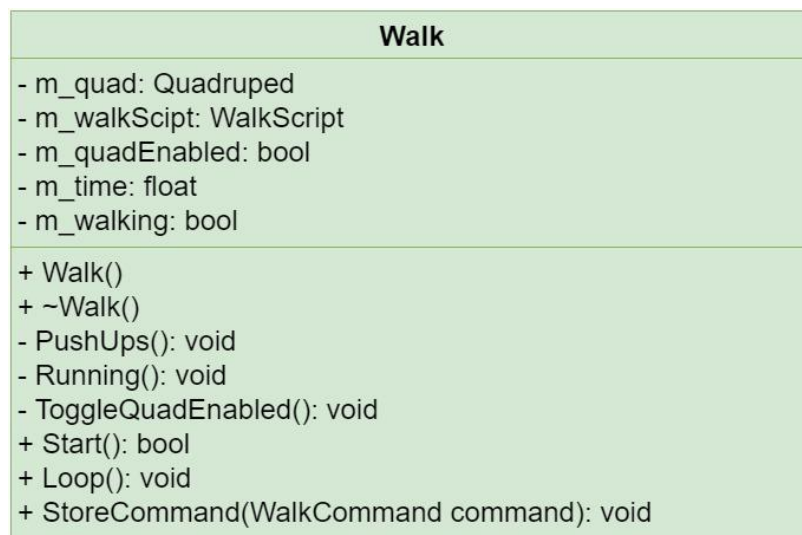 Walk
- m_quad: Quadruped
- m_walkScipt: WalkScript
- m_quadEnabled: bool
- m_time: float
- m_walking: bool
+ Walk()
+ ~Walk()
- PushUps(): void
- Running(): void
- ToggleQuadEnabled(): void
+ Start(): bool
+ Loop(): void
+ StoreCommand(WalkCommand command): void